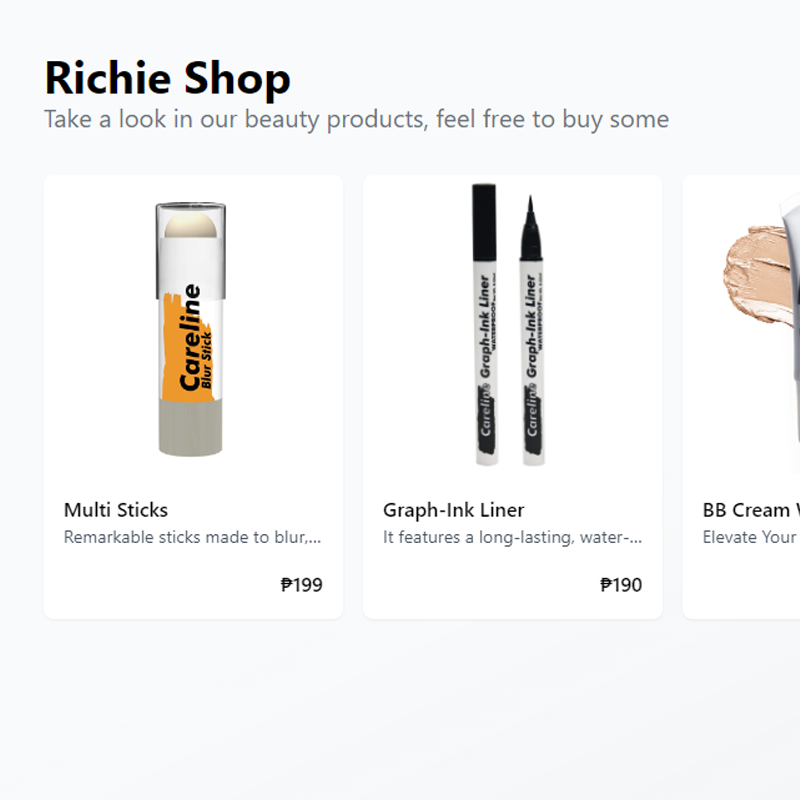 Richie Shop
Take a look in our beauty products, feel free to buy some
Careline
Blur Stick
Careline Graph-Ink Liner
WATERPROOF
Careline Graph-Ink Liner
Multi Sticks
Remarkable sticks made to blur,...
₱199
Graph-Ink Liner
It features a long-lasting, water-...
₱190
BB Cream
Elevate Your